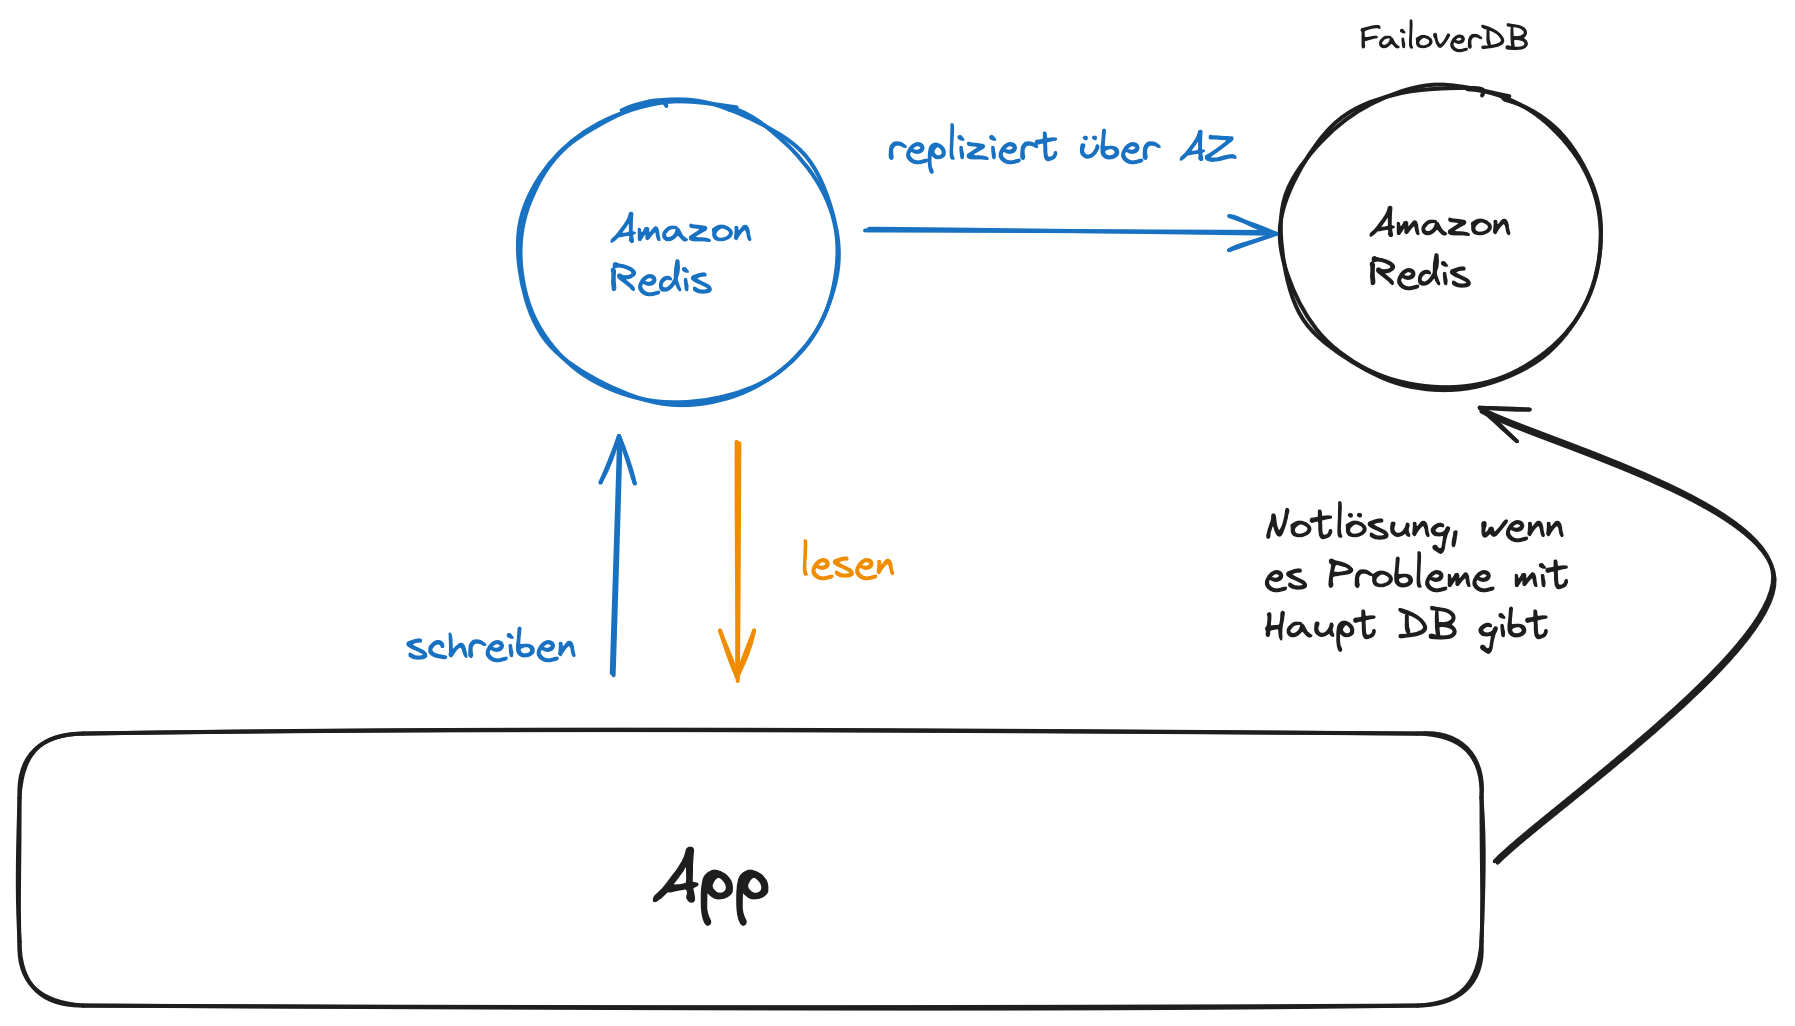 FailoverDB
repliziert über AZ
Amazon
Redis
Amazon
Redis
schreiben
lesen
Notlösung, wenn
es Probleme mit
Haupt DB gibt
App